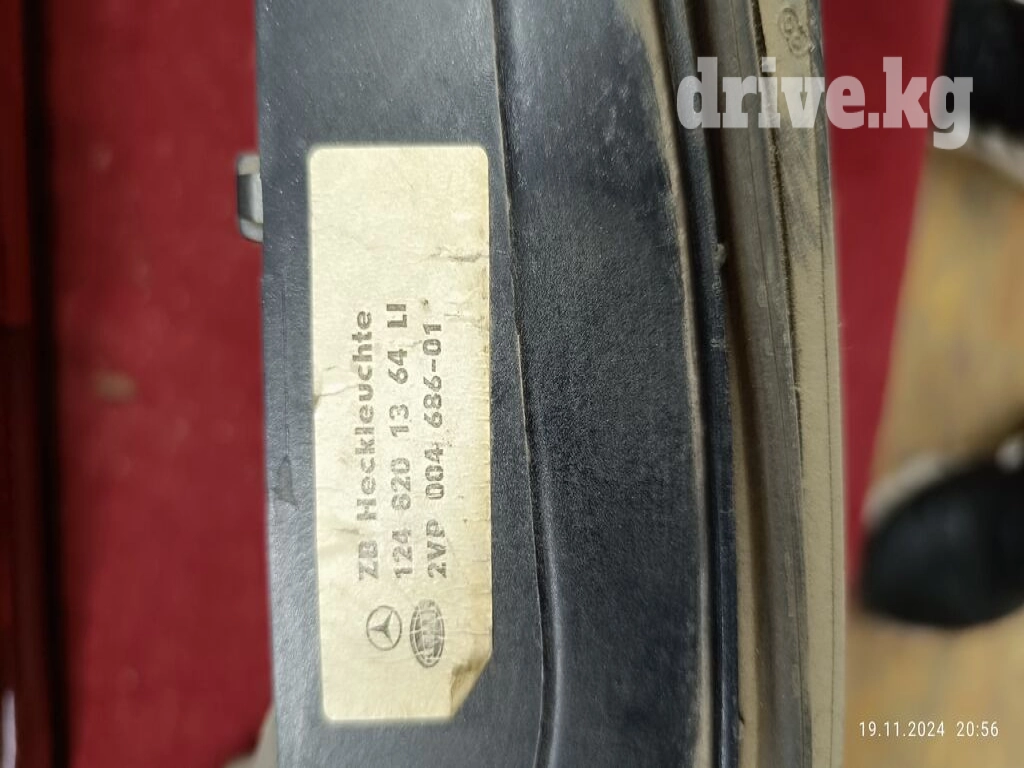 drive.kg
ZB Heckleuchte
124 820 13 64 LI
2VP 004 686-01
19.11.2024 20:56